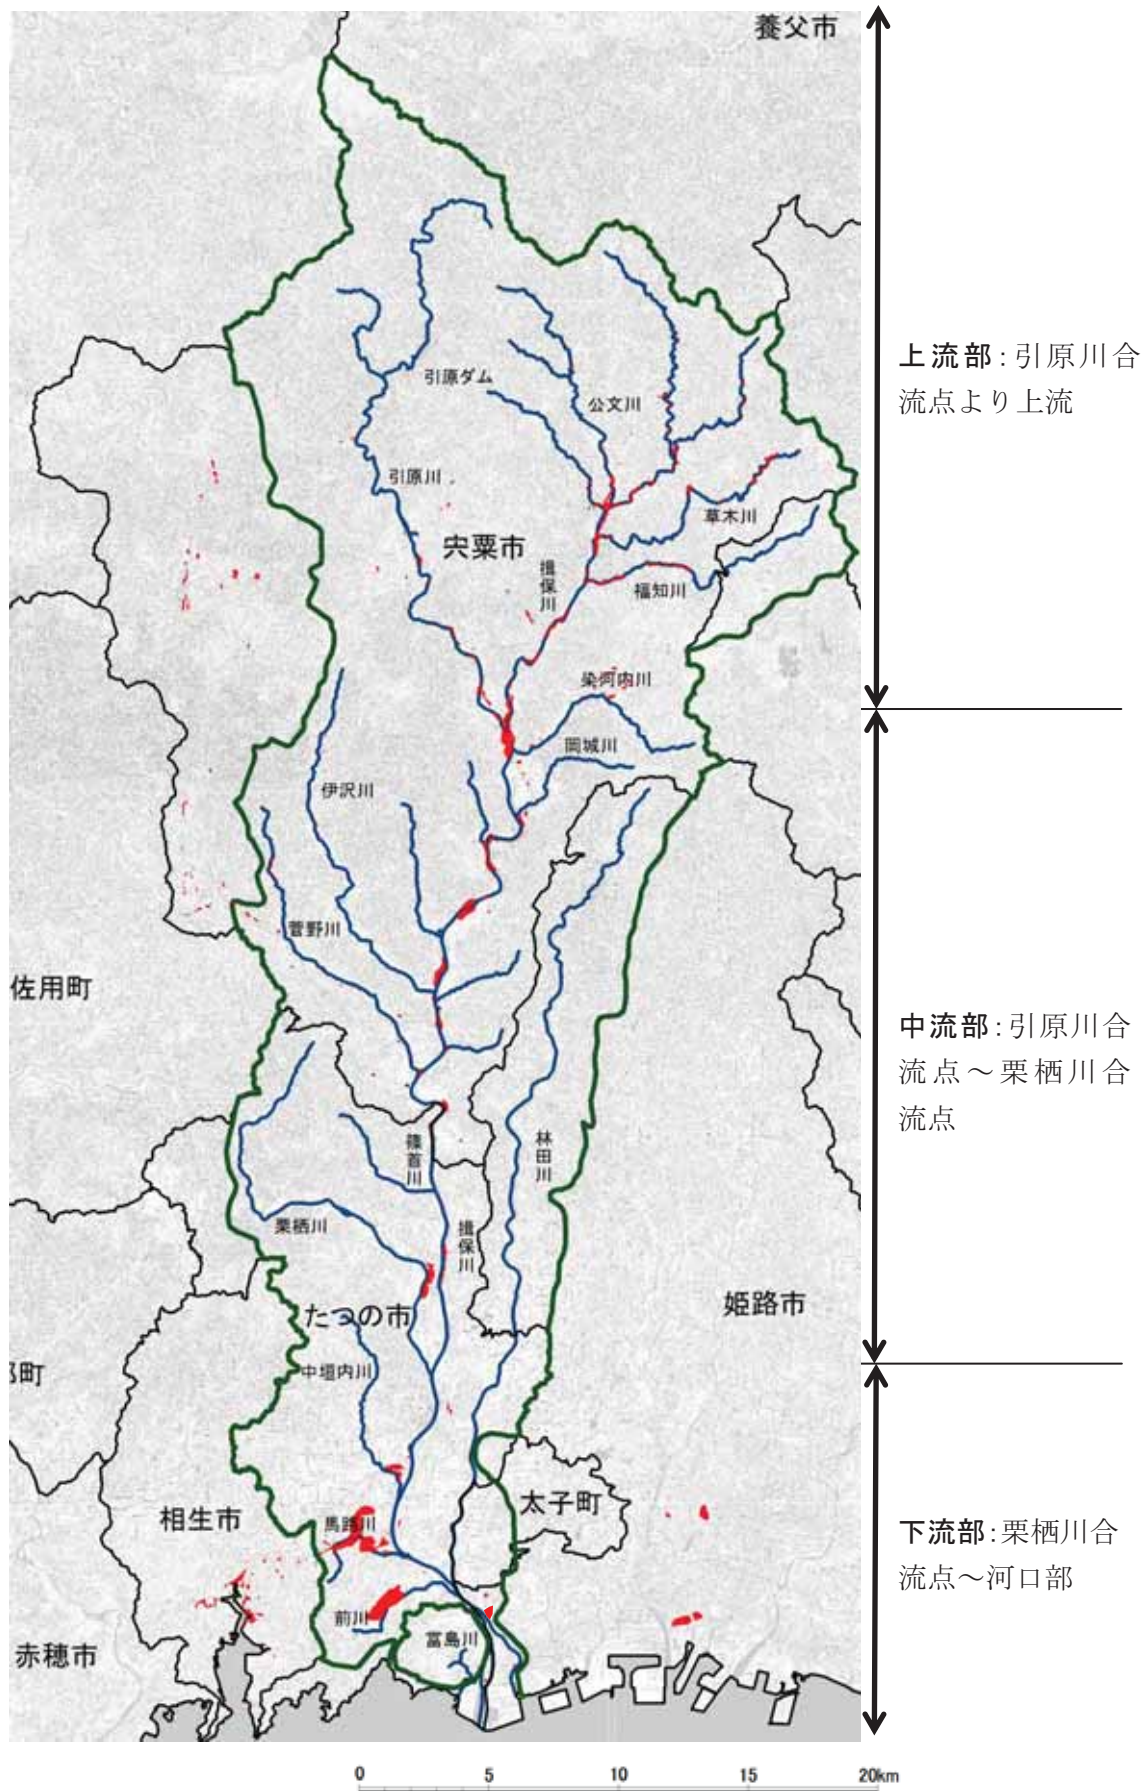 養父市
上流部:引原川合
流点より上流
引原ダム
公文川
引原川
草木川
宍粟市
揖保川
福知川
染河内川
岡城川
伊沢川
菅野川
佐用町
中流部:引原川合
流点～栗栖川合
流点
篠首川
林田川
栗栖川
揖保川
たつの市
姫路市
中垣内川
町
太子町
相生市
馬路川
下流部:栗栖川合
流点～河口部
前川
富島川
赤穂市
0 5 10 15 20km